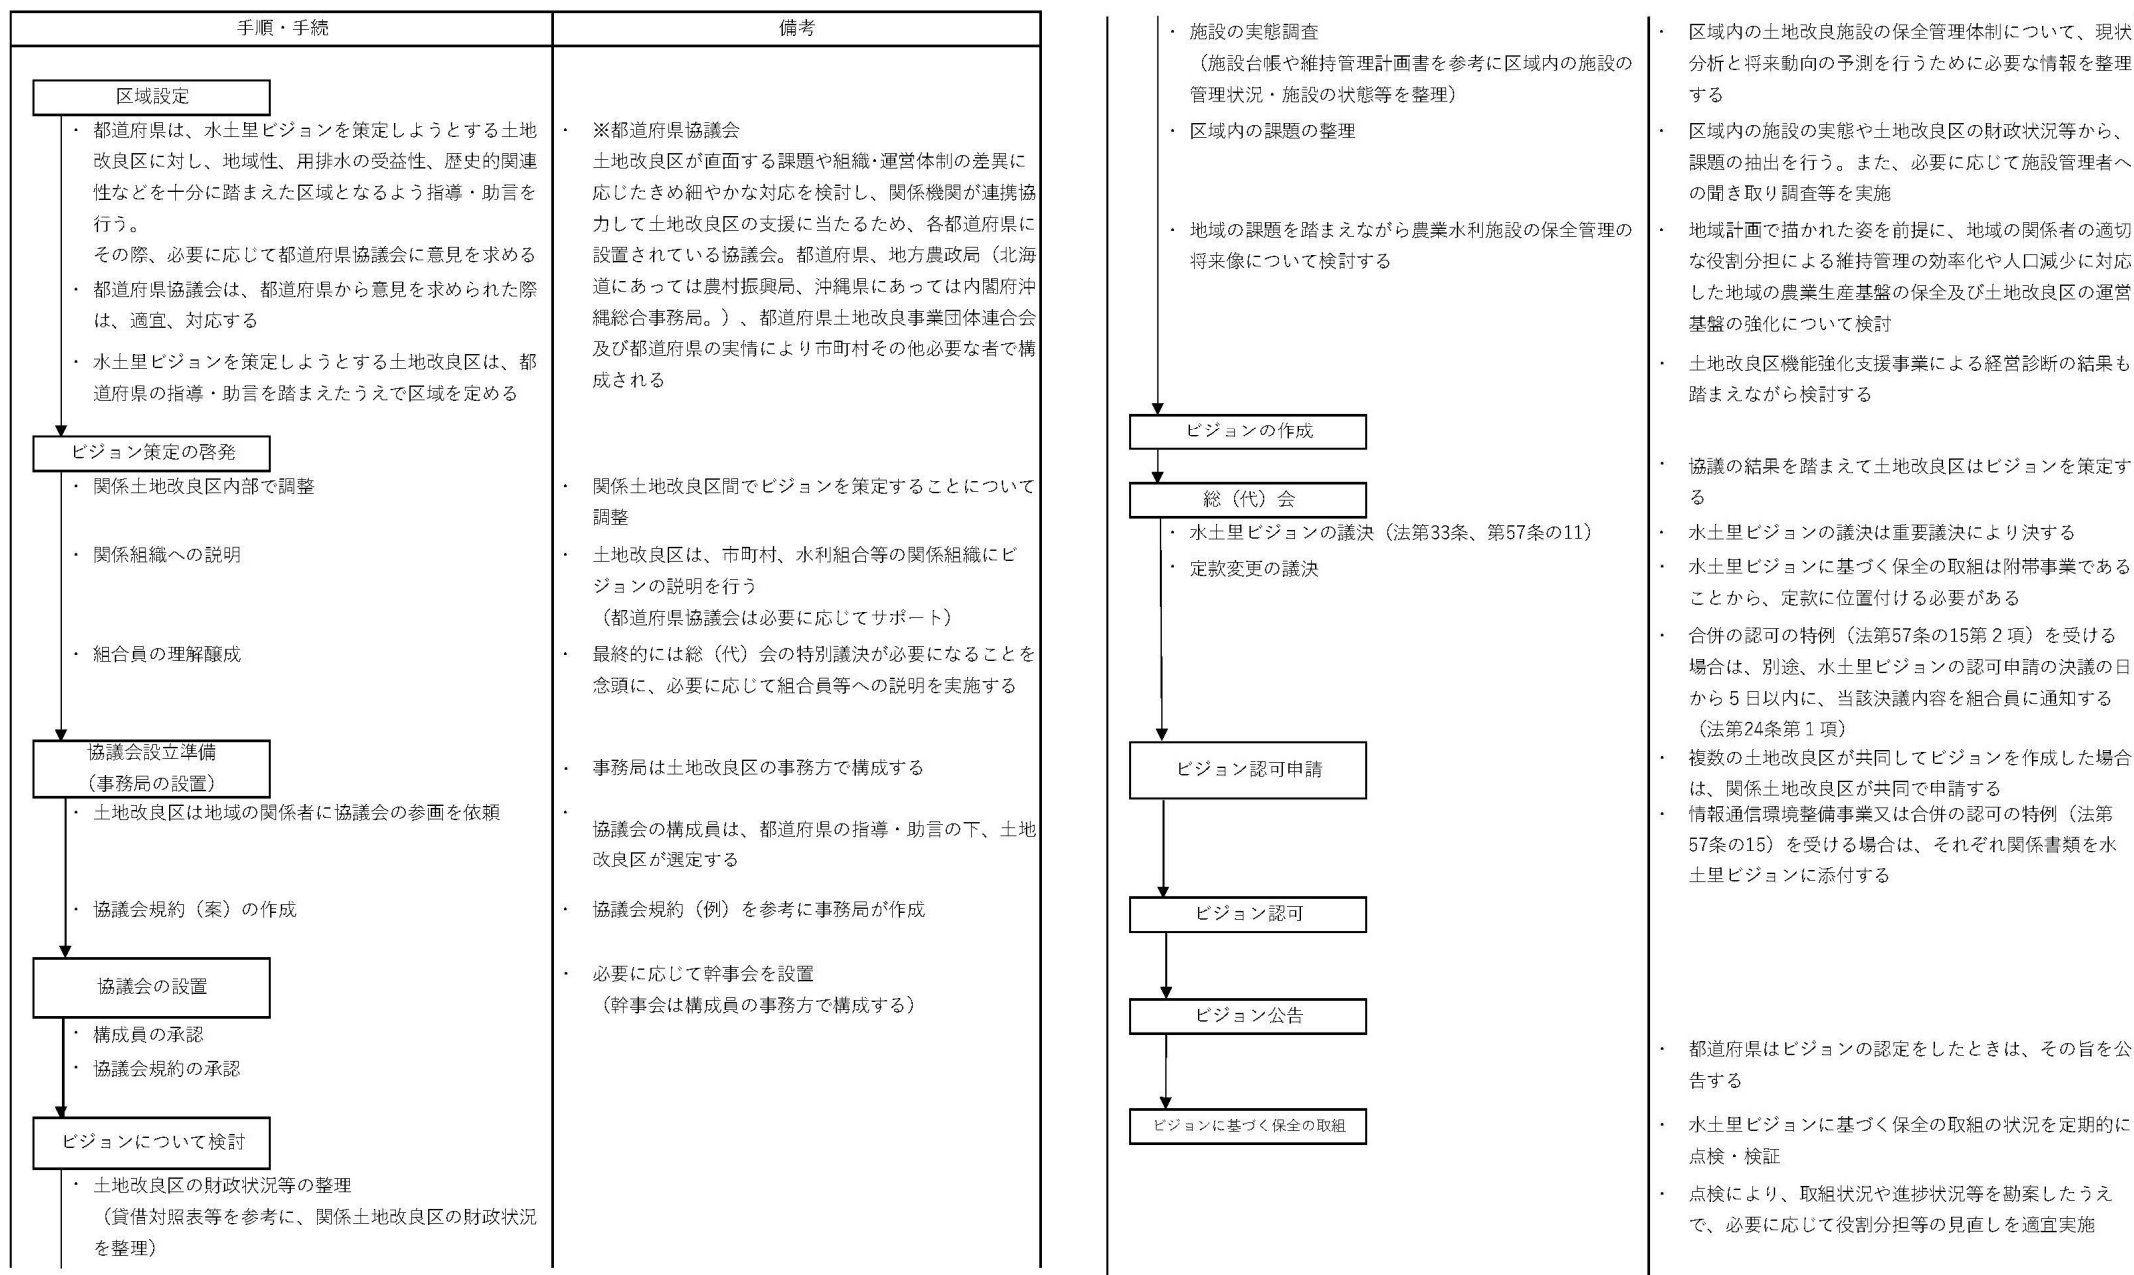 手順・手続
備考
区域設定
・ 都道府県は、水土里ビジョンを策定しようとする土地
改良区に対し、地域性、用排水の受益性、歴史的関連
性などを十分に踏まえた区域となるよう指導・助言を
行う。
その際、必要に応じて都道府県協議会に意見を求める
・ 都道府県協議会は、都道府県から意見を求められた際
は、適宜、対応する
・ 水土里ビジョンを策定しようとする土地改良区は、都
道府県の指導・助言を踏まえたうえで区域を定める
・ ※都道府県協議会
土地改良区が直面する課題や組織・運営体制の差異に
応じたきめ細やかな対応を検討し、関係機関が連携協
力して土地改良区の支援に当たるため、各都道府県に
設置されている協議会。都道府県、地方農政局（北海
道にあっては農村振興局、沖縄県にあっては内閣府沖
縄総合事務局。）、都道府県土地改良事業団体連合会
及び都道府県の実情により市町村その他必要な者で構
成される
ビジョン策定の啓発
・ 関係土地改良区内部で調整
・ 関係土地改良区間でビジョンを策定することについて
調整
・ 関係組織への説明
・ 土地改良区は、市町村、水利組合等の関係組織にビ
ジョンの説明を行う
（都道府県協議会は必要に応じてサポート）
・ 組合員の理解醸成
・ 最終的には総（代）会の特別議決が必要になることを
念頭に、必要に応じて組合員等への説明を実施する
協議会設立準備
（事務局の設置）
・ 事務局は土地改良区の事務方で構成する
・ 土地改良区は地域の関係者に協議会の参画を依頼
・ 協議会の構成員は、都道府県の指導・助言の下、土地
改良区が選定する
・ 協議会規約（案）の作成
・ 協議会規約（例）を参考に事務局が作成
協議会の設置
・ 必要に応じて幹事会を設置
（幹事会は構成員の事務方で構成する）
・ 構成員の承認
・ 協議会規約の承認
ビジョンについて検討
・ 土地改良区の財政状況等の整理
（貸借対照表等を参考に、関係土地改良区の財政状況
を整理）
・ 施設の実態調査
（施設台帳や維持管理計画書を参考に区域内の施設の
管理状況・施設の状態等を整理）
・ 区域内の土地改良施設の保全管理体制について、現状
分析と将来動向の予測を行うために必要な情報を整理
する
・ 区域内の課題の整理
・ 区域内の施設の実態や土地改良区の財政状況等から、
課題の抽出を行う。また、必要に応じて施設管理者へ
の聞き取り調査等を実施
・ 地域の課題を踏まえながら農業水利施設の保全管理の
将来像について検討する
・ 地域計画で描かれた姿を前提に、地域の関係者の適切
な役割分担による維持管理の効率化や人口減少に対応
した地域の農業生産基盤の保全及び土地改良区の運営
基盤の強化について検討
・ 土地改良区機能強化支援事業による経営診断の結果も
踏まえながら検討する
ビジョンの作成
・ 協議の結果を踏まえて土地改良区はビジョンを策定す
る
総（代）会
・ 水土里ビジョンの議決（法第33条、第57条の11）
・ 水土里ビジョンの議決は重要議決により決する
・ 定款変更の議決
・ 水土里ビジョンに基づく保全の取組は附帯事業である
ことから、定款に位置付ける必要がある
・ 合併の認可の特例（法第57条の15第２項）を受ける
場合は、別途、水土里ビジョンの認可申請の決議の日
から５日以内に、当該決議内容を組合員に通知する
（法第24条第１項）
ビジョン認可申請
・ 複数の土地改良区が共同してビジョンを作成した場合
は、関係土地改良区が共同で申請する
・ 情報通信環境整備事業又は合併の認可の特例（法第
57条の15）を受ける場合は、それぞれ関係書類を水
土里ビジョンに添付する
ビジョン認可
ビジョン公告
・ 都道府県はビジョンの認定をしたときは、その旨を公
告する
ビジョンに基づく保全の取組
・ 水土里ビジョンに基づく保全の取組の状況を定期的に
点検・検証
・ 点検により、取組状況や進捗状況等を勘案したうえ
で、必要に応じて役割分担等の見直しを適宜実施